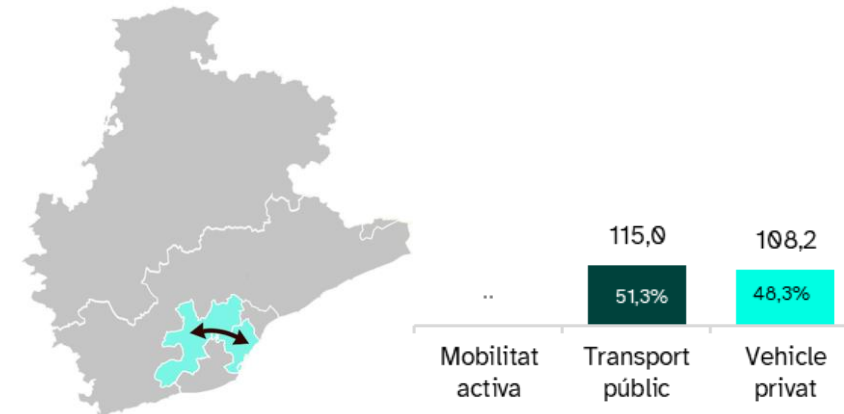 115,0
108,2
..
51,3%
48,3%
Mobilitat
activa
Transport
públic
Vehicle
privat